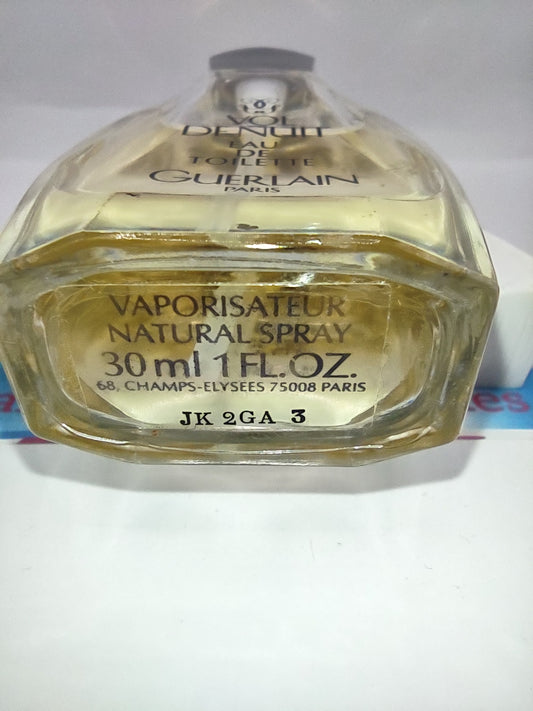 VOL
DE NUIT
EAU
DE
TOILETTE
GUERLAIN
PARIS
VAPORISATEUR
NATURAL SPRAY
30 ml 1 FL.OZ.
68, CHAMPS-ELYSEES 75008 PARIS
JK 2GA 3